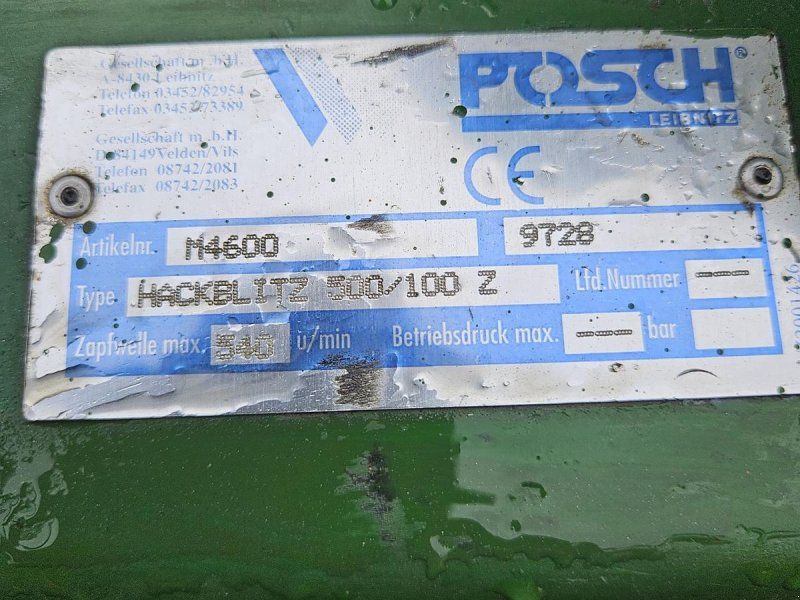 Gesellschaft m.b.H.
A-8430 Leibnitz
Telefon 03452/82954
Telefax 03452/73389
Gesellschaft m.b.H.
D-84149 Velden/Vils
Telefon 08742/2081
Telefax 08742/2083
POSCH®
LEIBNITZ
CE
Artikelnr. M4600 9728
Type HACKBLITZ 500/100 Z Lfd.Nummer ---
Zapfwelle max. 540 u/min Betriebsdruck max. --- bar